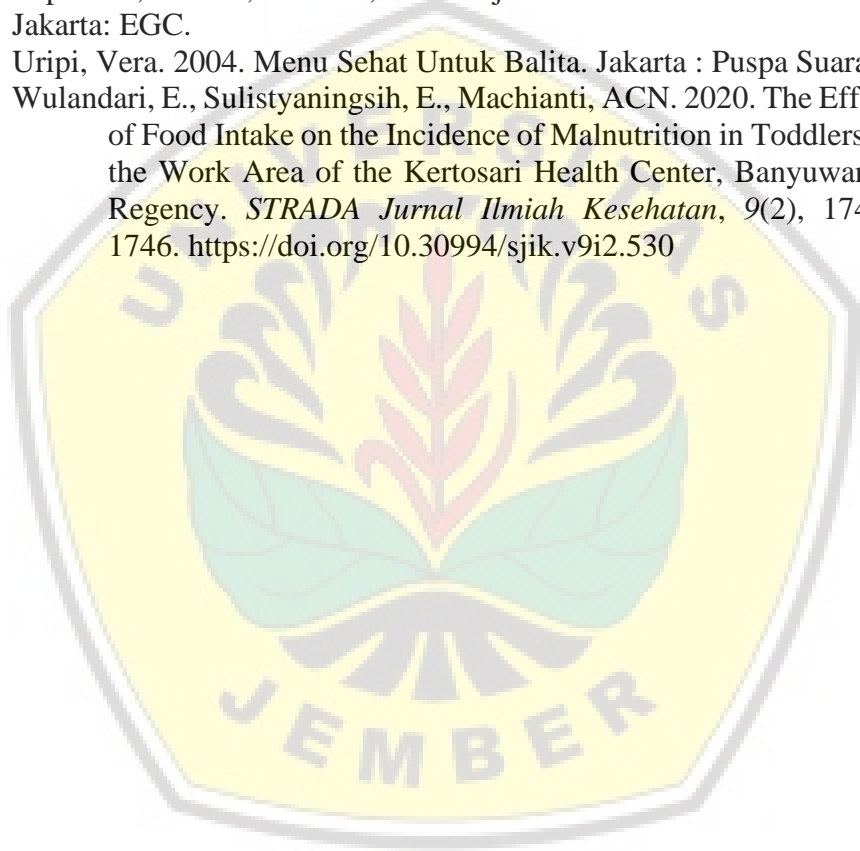 Jakarta: EGC.
Uripi, Vera. 2004. Menu Sehat Untuk Balita. Jakarta : Puspa Suara
Wulandari, E., Sulistyaningsih, E., Machianti, ACN. 2020. The Eff
of Food Intake on the Incidence of Malnutrition in Toddlers
the Work Area of the Kertosari Health Center, Banyuwan
Regency. STRADA Jurnal Ilmiah Kesehatan, 9(2), 174
1746. https://doi.org/10.30994/sjik.v9i2.530
UNIVERSITAS
JEMBER